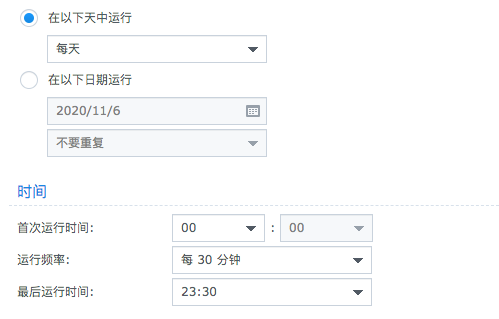 在以下天中运行
每天
在以下日期运行
2020/11/6
不要重复
时间
首次运行时间: 00 : 00
运行频率: 每 30 分钟
最后运行时间: 23:30